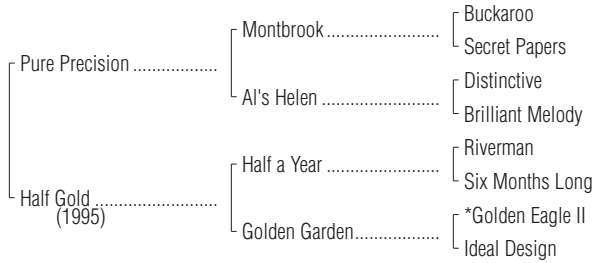 Buckaroo
Montbrook ........................
Secret Papers
Pure Precision .................
Distinctive
Al's Helen .........................
Brilliant Melody
Riverman
Half a Year ........................
Six Months Long
Half Gold .........................
(1995)
*Golden Eagle II
Golden Garden..................
Ideal Design